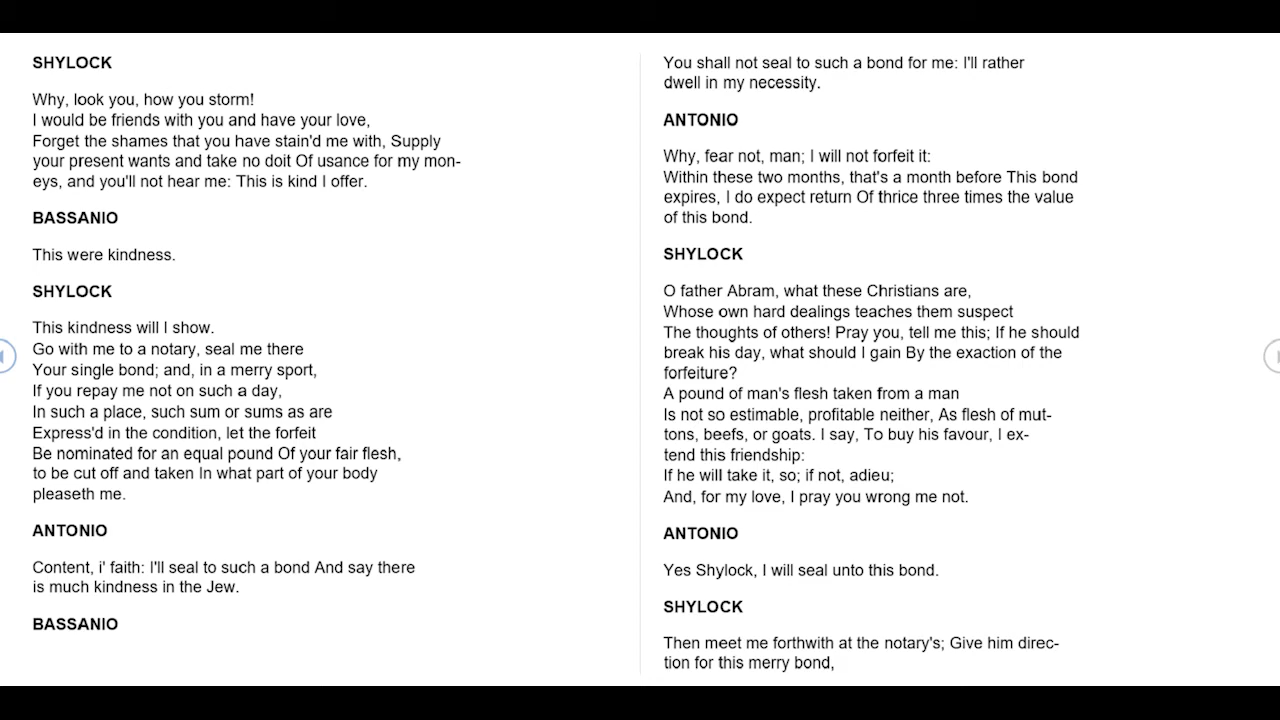 SHYLOCK
Why, look you, how you storm!
I would be friends with you and have your love,
Forget the shames that you have stain'd me with, Supply
your present wants and take no doit Of usance for my mon-
eys, and you'll not hear me: This is kind I offer.
BASSANIO
This were kindness.
SHYLOCK
This kindness will I show.
Go with me to a notary, seal me there
Your single bond; and, in a merry sport,
If you repay me not on such a day,
In such a place, such sum or sums as are
Express'd in the condition, let the forfeit
Be nominated for an equal pound Of your fair flesh,
to be cut off and taken In what part of your body
pleaseth me.
ANTONIO
Content, i' faith: I'll seal to such a bond And say there
is much kindness in the Jew.
BASSANIO
You shall not seal to such a bond for me: I'll rather
dwell in my necessity.
ANTONIO
Why, fear not, man; I will not forfeit it:
Within these two months, that's a month before This bond
expires, I do expect return Of thrice three times the value
of this bond.
SHYLOCK
O father Abram, what these Christians are,
Whose own hard dealings teaches them suspect
The thoughts of others! Pray you, tell me this; If he should
break his day, what should I gain By the exaction of the
forfeiture?
A pound of man's flesh taken from a man
Is not so estimable, profitable neither, As flesh of mut-
tons, beefs, or goats. I say, To buy his favour, I ex-
tend this friendship:
If he will take it, so; if not, adieu;
And, for my love, I pray you wrong me not.
ANTONIO
Yes Shylock, I will seal unto this bond.
SHYLOCK
Then meet me forthwith at the notary's; Give him direc-
tion for this merry bond,